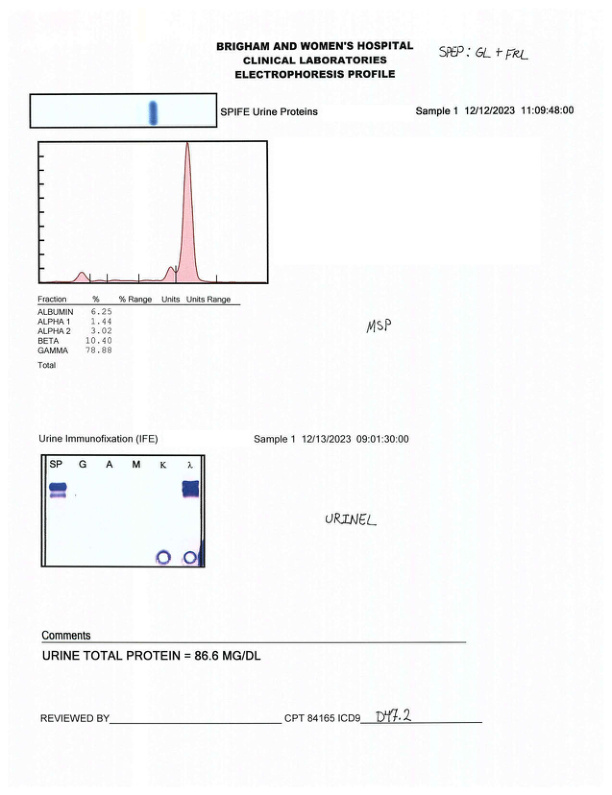 BRIGHAM AND WOMEN'S HOSPITAL
CLINICAL LABORATORIES
ELECTROPHORESIS PROFILE
SPEP: GL + FRL
SPIFE Urine Proteins Sample 1 12/12/2023 11:09:48:00
Fraction % % Range Units Units Range
ALBUMIN 6.25
ALPHA 1 1.44
ALPHA 2 3.02
BETA 10.40
GAMMA 78.88
Total
MSP
Urine Immunofixation (IFE) Sample 1 12/13/2023 09:01:30:00
SP G A M K λ
URINEL
Comments
URINE TOTAL PROTEIN = 86.6 MG/DL
REVIEWED BY CPT 84165 ICD9 D47.2